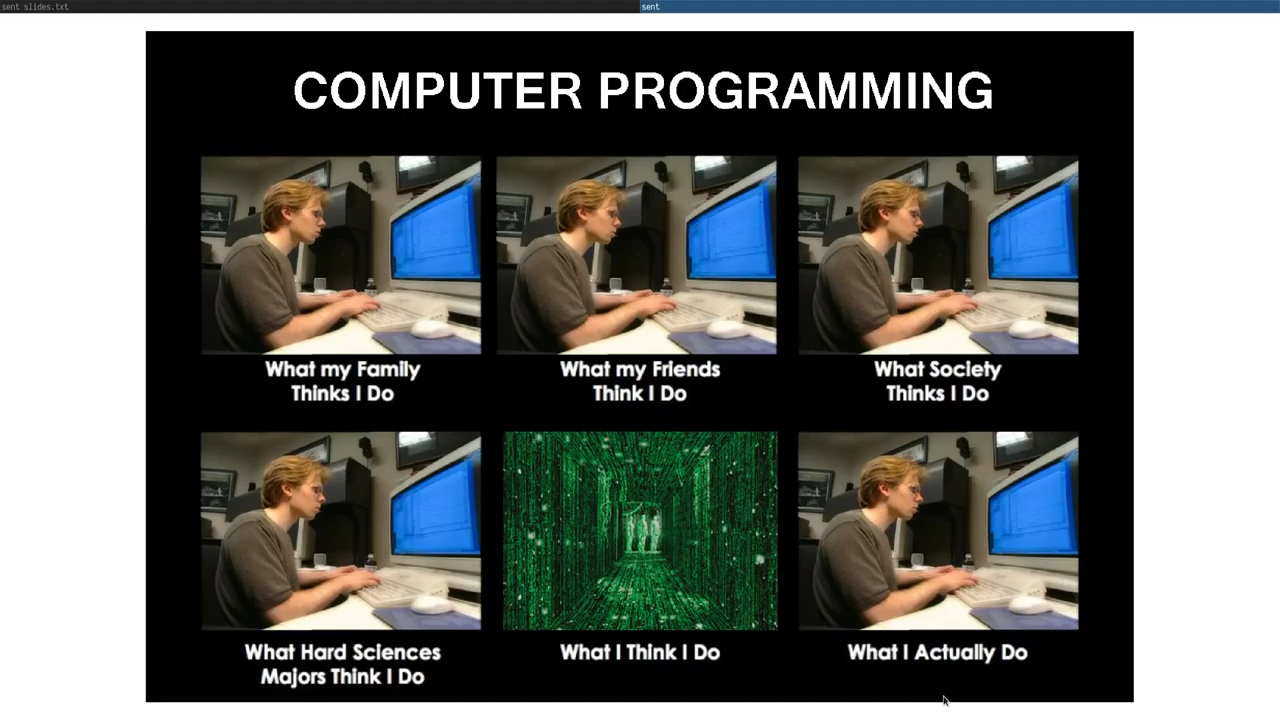 sent slides.txt
sent
COMPUTER PROGRAMMING
What my Family
Thinks I Do
What my Friends
Think I Do
What Society
Thinks I Do
What Hard Sciences
Majors Think I Do
What I Think I Do
What I Actually Do